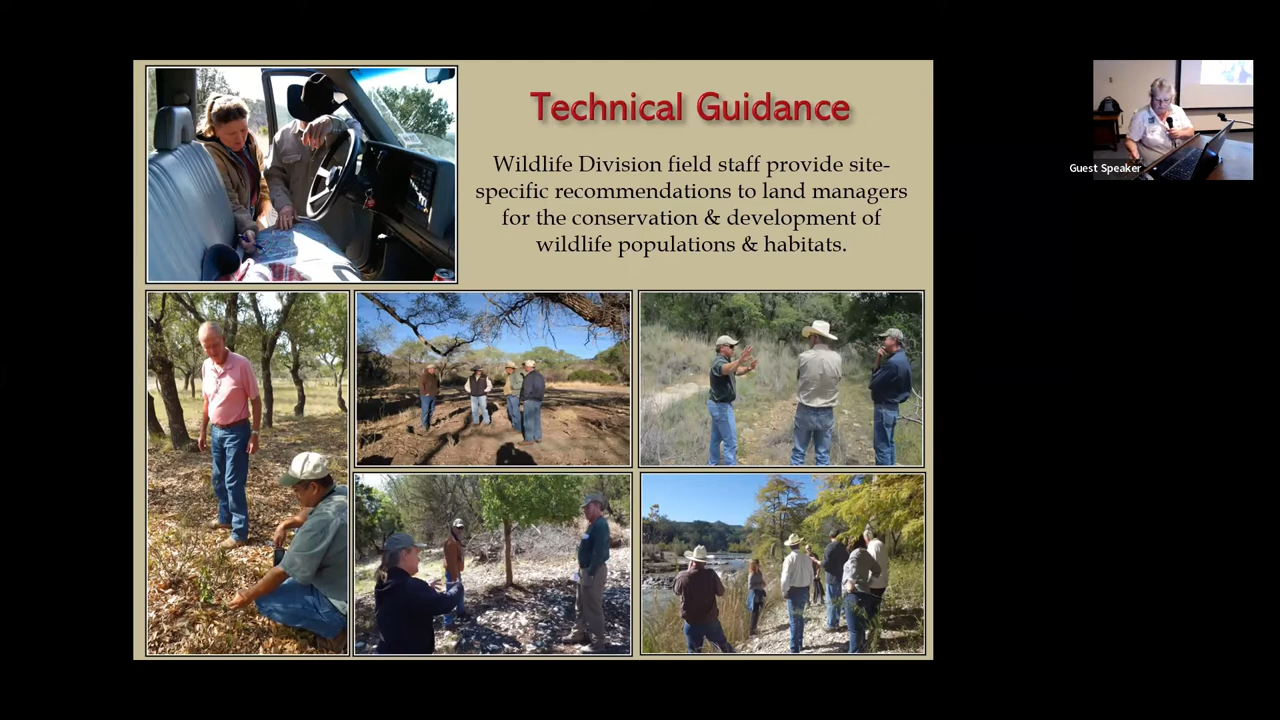 Technical Guidance
Wildlife Division field staff provide site-
specific recommendations to land managers
for the conservation & development of
wildlife populations & habitats.
Guest Speaker